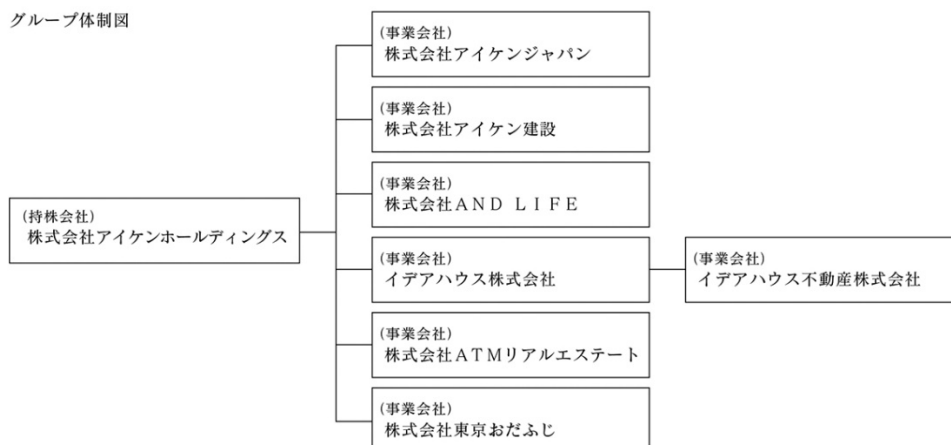 グループ体制図
(事業会社)
株式会社アイケンジャパン
(事業会社)
株式会社アイケン建設
(事業会社)
株式会社ＡＮＤ ＬＩＦＥ
(持株会社)
株式会社アイケンホールディングス
(事業会社)
イデアハウス株式会社
(事業会社)
イデアハウス不動産株式会社
(事業会社)
株式会社ＡＴＭリアルエステート
(事業会社)
株式会社東京おだふじ